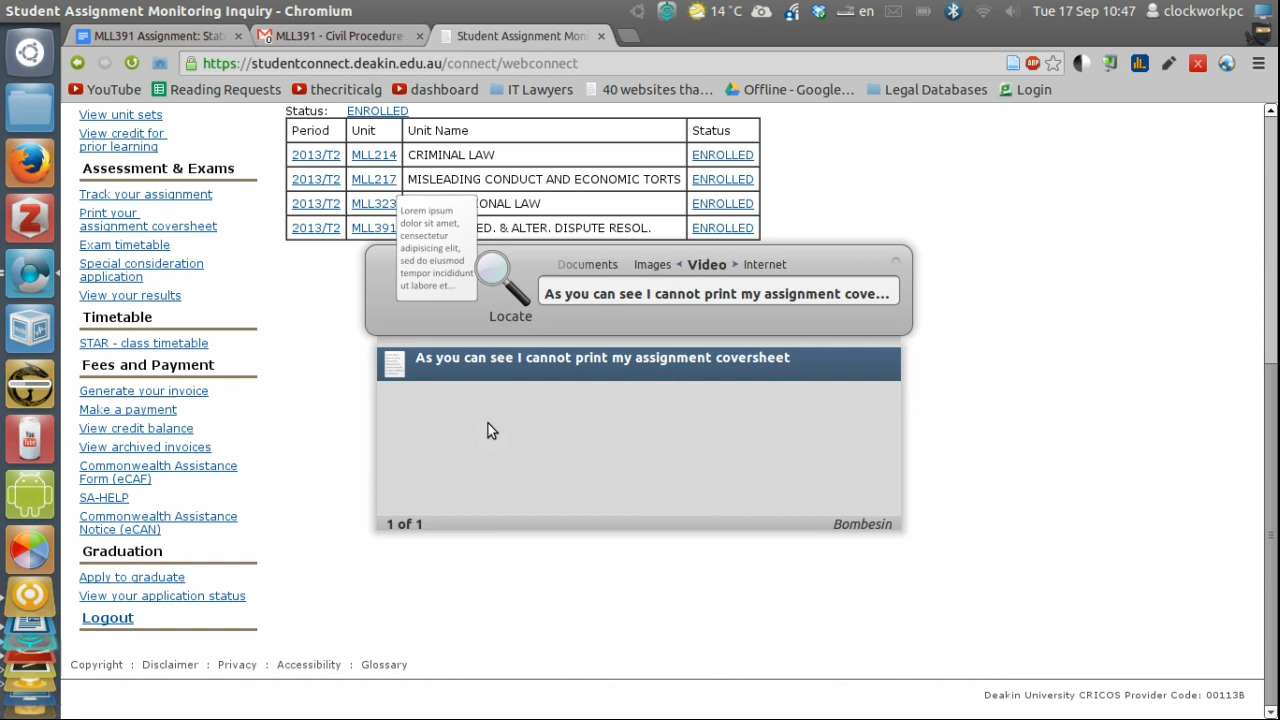 Student Assignment Monitoring Inquiry - Chromium
14 °C
en
Tue 17 Sep 10:47
clockworkpc
MLL391 Assignment: Stat
MLL391 - Civil Procedure
Student Assignment Moni
https://studentconnect.deakin.edu.au/connect/webconnect
YouTube
Reading Requests
thecriticalg
dashboard
IT Lawyers
40 websites tha...
Offline - Google...
Legal Databases
Login
View unit sets
View credit for
prior learning
Assessment & Exams
Track your assignment
Print your
assignment coversheet
Exam timetable
Special consideration
application
View your results
Timetable
STAR - class timetable
Fees and Payment
Generate your invoice
Make a payment
View credit balance
View archived invoices
Commonwealth Assistance
Form (eCAF)
SA-HELP
Commonwealth Assistance
Notice (eCAN)
Graduation
Apply to graduate
View your application status
Logout
Status: ENROLLED
Period Unit Unit Name Status
2013/T2 MLL214 CRIMINAL LAW ENROLLED
2013/T2 MLL217 MISLEADING CONDUCT AND ECONOMIC TORTS ENROLLED
2013/T2 MLL323 IONAL LAW ENROLLED
2013/T2 MLL391 ED. & ALTER. DISPUTE RESOL. ENROLLED
Lorem ipsum
dolor sit amet,
consectetur
adipisicing elit,
sed do eiusmod
tempor incididunt
ut labore et...
Documents Images Video Internet
As you can see I cannot print my assignment cove...
Locate
As you can see I cannot print my assignment coversheet
1 of 1
Bombesin
Copyright : Disclaimer : Privacy : Accessibility : Glossary
Deakin University CRICOS Provider Code: 00113B